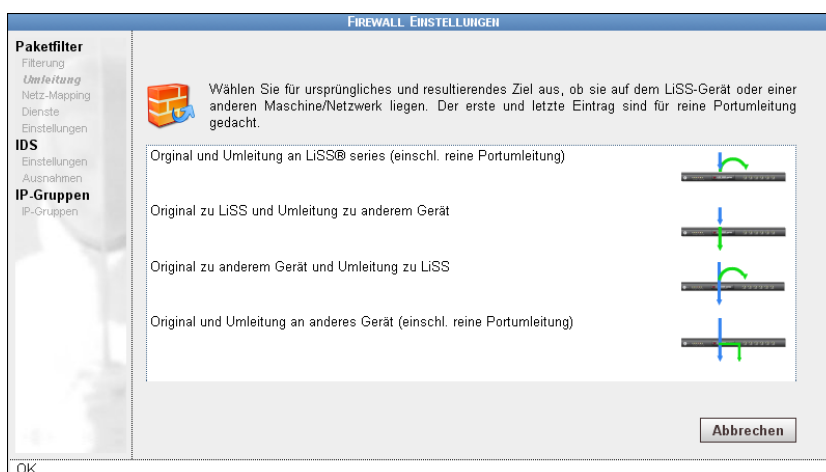 FIREWALL EINSTELLUNGEN
Paketfilter
Filterung
Umleitung
Netz-Mapping
Dienste
Einstellungen
IDS
Einstellungen
Ausnahmen
IP-Gruppen
IP-Gruppen
Wählen Sie für ursprüngliches und resultierendes Ziel aus, ob sie auf dem LiSS-Gerät oder einer
anderen Maschine/Netzwerk liegen. Der erste und letzte Eintrag sind für reine Portumleitung
gedacht.
Orginal und Umleitung an LiSS® series (einschl. reine Portumleitung)
Original zu LiSS und Umleitung zu anderem Gerät
Original zu anderem Gerät und Umleitung zu LiSS
Original und Umleitung an anderes Gerät (einschl. reine Portumleitung)
Abbrechen
OK